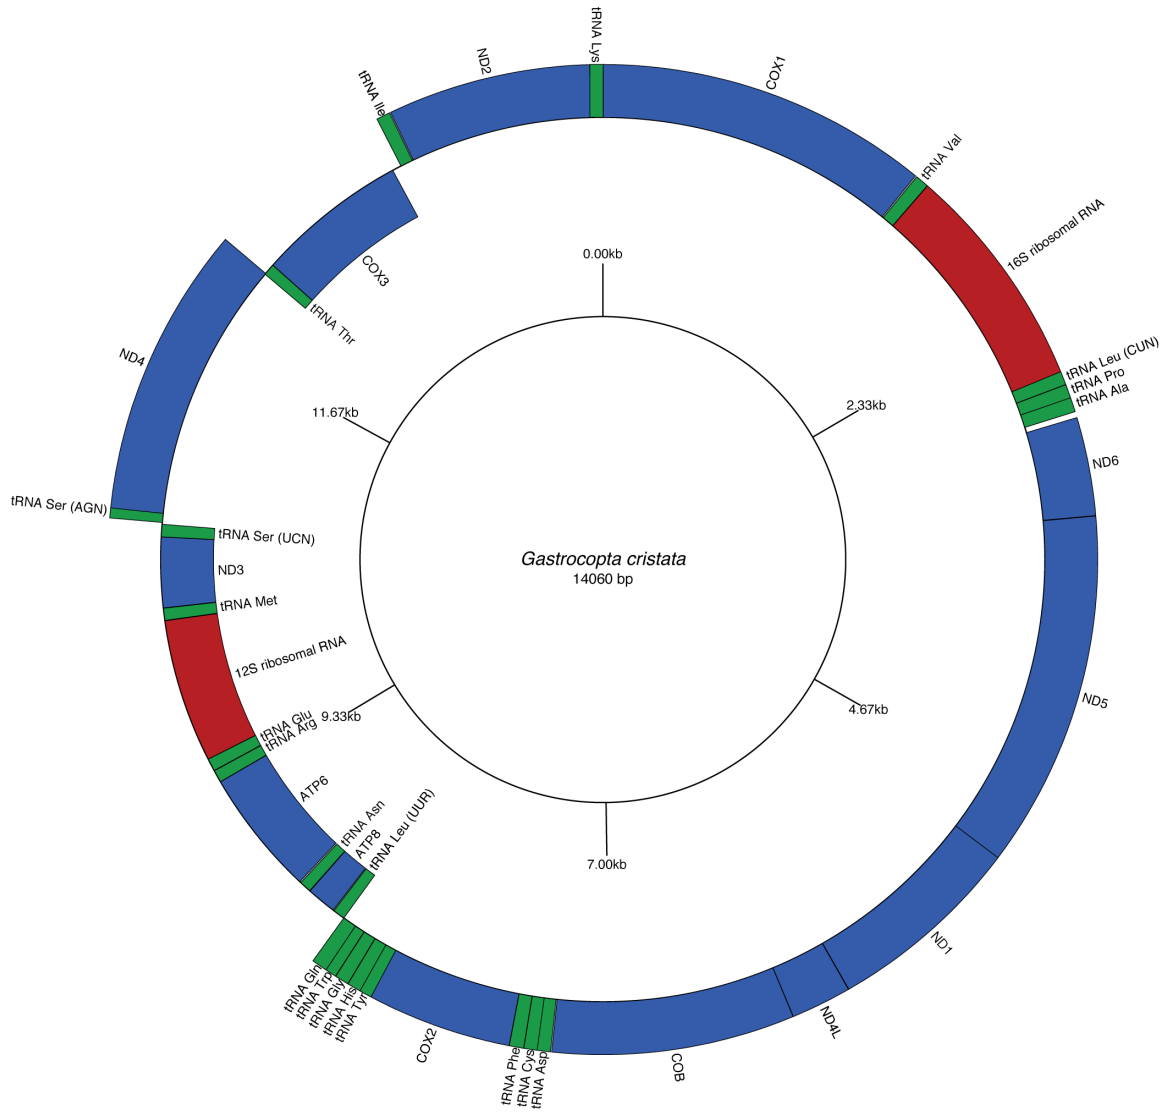 tRNA Lys
COX1
tRNA Val
16S ribosomal RNA
tRNA Leu (CUN)
tRNA Pro
tRNA Ala
ND6
ND5
ND1
ND4L
COB
tRNA Asp
tRNA Cys
tRNA Phe
COX2
tRNA Tyr
tRNA His
tRNA Gly
tRNA Trp
tRNA Gln
tRNA Leu (UUR)
ATP8
tRNA Asn
ATP6
tRNA Arg
tRNA Glu
12S ribosomal RNA
tRNA Met
ND3
tRNA Ser (UCN)
tRNA Ser (AGN)
ND4
tRNA Thr
COX3
tRNA Ile
ND2
0.00kb
2.33kb
4.67kb
7.00kb
9.33kb
11.67kb
Gastrocopta cristata
14060 bp